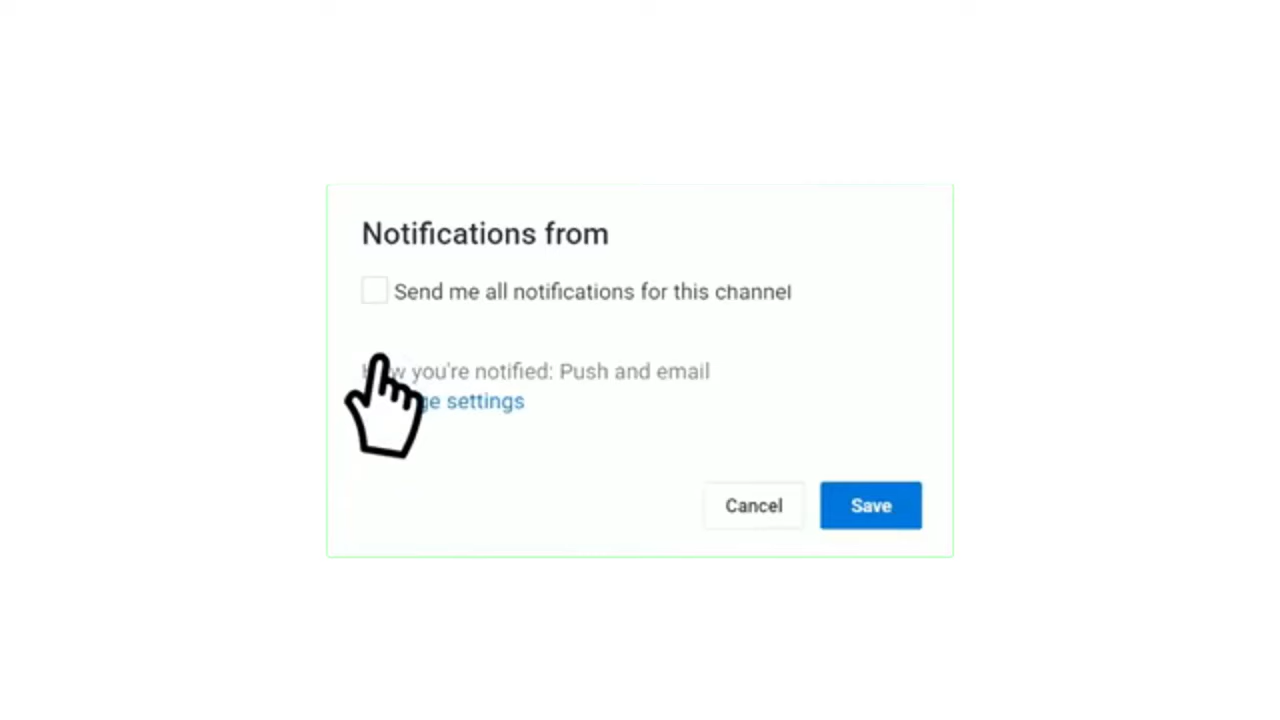 Notifications from
Send me all notifications for this channel
you're notified: Push and email
settings
Cancel
Save